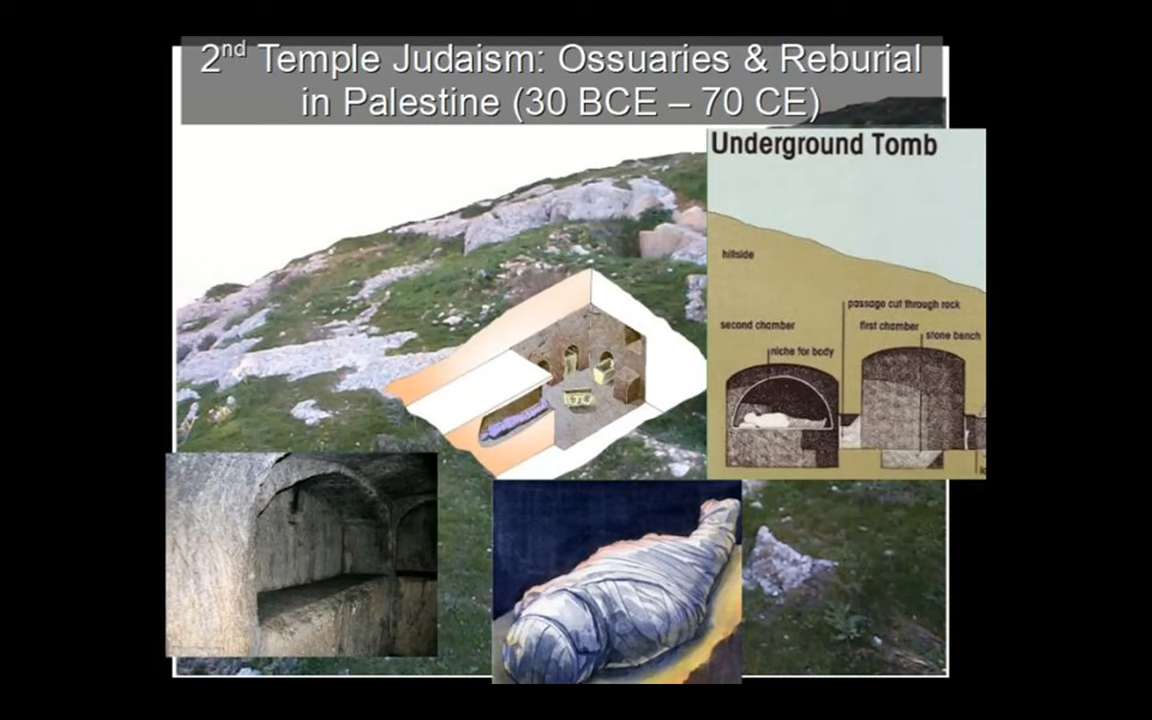 2nd Temple Judaism: Ossuaries & Reburial
in Palestine (30 BCE – 70 CE)
Underground Tomb
hillside
passage cut through rock
second chamber
first chamber
stone bench
niche for body